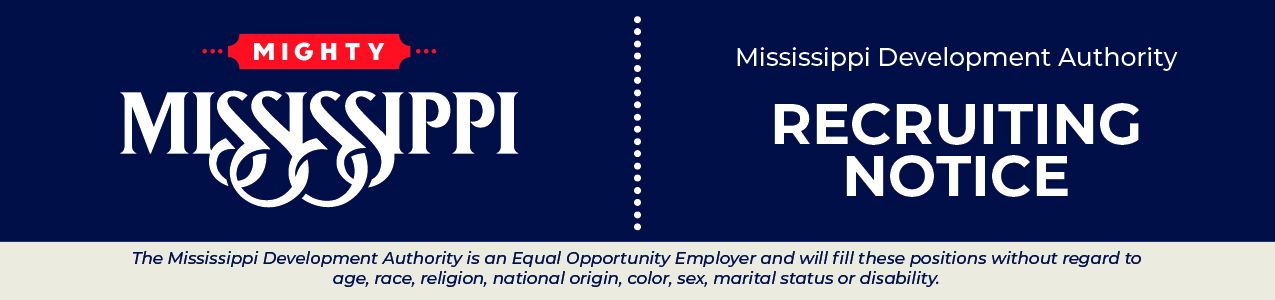 MIGHTY
MISSISSIPPI
Mississippi Development Authority
RECRUITING
NOTICE
The Mississippi Development Authority is an Equal Opportunity Employer and will fill these positions without regard to
age, race, religion, national origin, color, sex, marital status or disability.